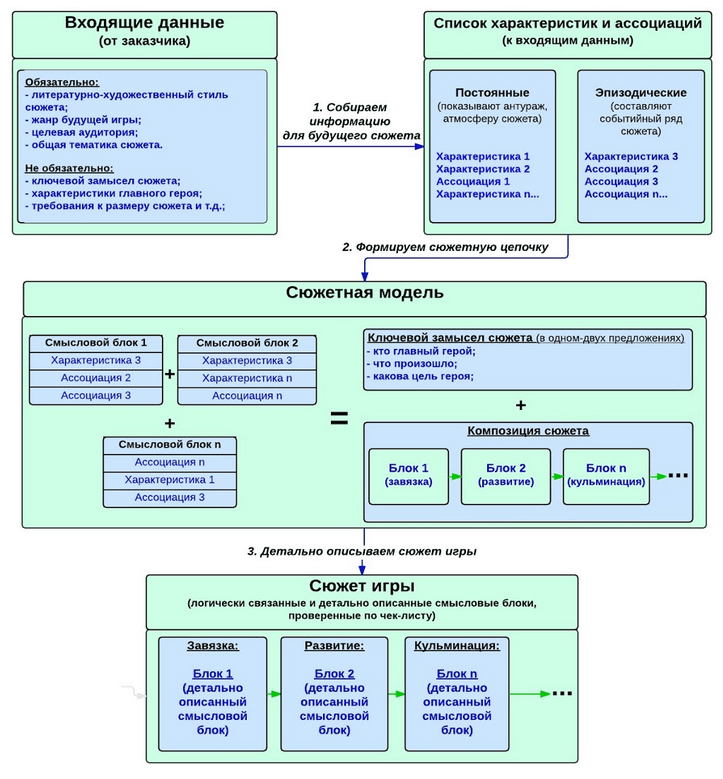 Входящие данные
(от заказчика)
Обязательно:
- литературно-художественный стиль
сюжета;
- жанр будущей игры;
- целевая аудитория;
- общая тематика сюжета.
Не обязательно:
- ключевой замысел сюжета;
- характеристики главного героя;
- требования к размеру сюжета и т.д.;
1. Собираем
информацию
для будущего сюжета
Список характеристик и ассоциаций
(к входящим данным)
Постоянные
(показывают антураж,
атмосферу сюжета)
Характеристика 1
Характеристика 2
Ассоциация 1
Характеристика n...
Эпизодические
(составляют
событийный ряд
сюжета)
Характеристика 3
Ассоциация 2
Ассоциация 3
Ассоциация n...
2. Формируем сюжетную цепочку
Сюжетная модель
Смысловой блок 1
Характеристика 3
Ассоциация 2
Ассоциация 3
+
Смысловой блок 2
Характеристика 3
Характеристика n
Ассоциация n
+
Смысловой блок n
Ассоциация n
Характеристика 1
Ассоциация 3
=
Ключевой замысел сюжета (в одном-двух предложениях)
- кто главный герой;
- что произошло;
- какова цель героя;
+
Композиция сюжета
Блок 1
(завязка)
Блок 2
(развитие)
Блок n
(кульминация)
...
3. Детально описываем сюжет игры
Сюжет игры
(логически связанные и детально описанные смысловые блоки,
проверенные по чек-листу)
Завязка:
Блок 1
(детально
описанный
смысловой
блок)
Развитие:
Блок 2
(детально
описанный
смысловой
блок)
Кульминация:
Блок n
(детально
описанный
смысловой
блок)
...